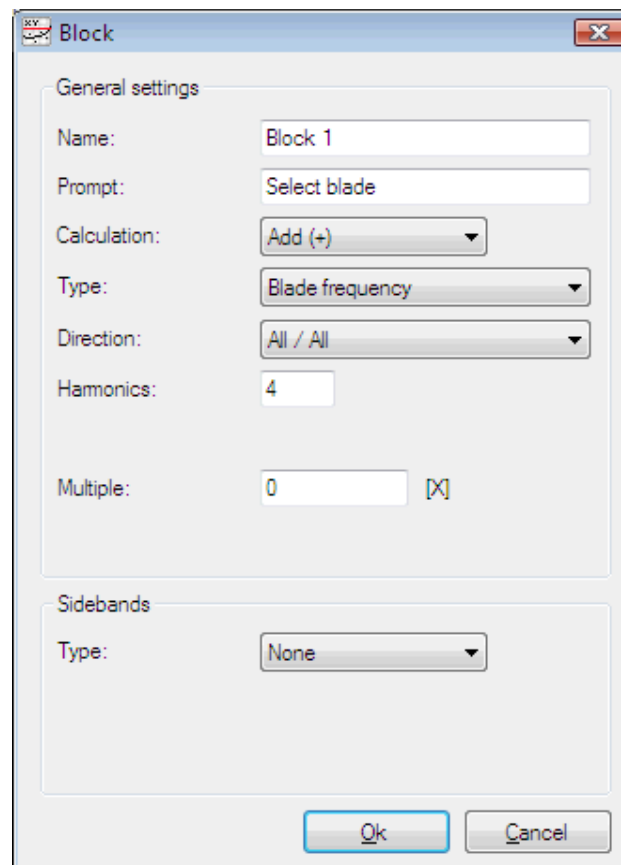 XY
Block
General settings
Name: Block 1
Prompt: Select blade
Calculation: Add (+)
Type: Blade frequency
Direction: All / All
Harmonics: 4
Multiple: 0 [X]
Sidebands
Type: None
Ok Cancel